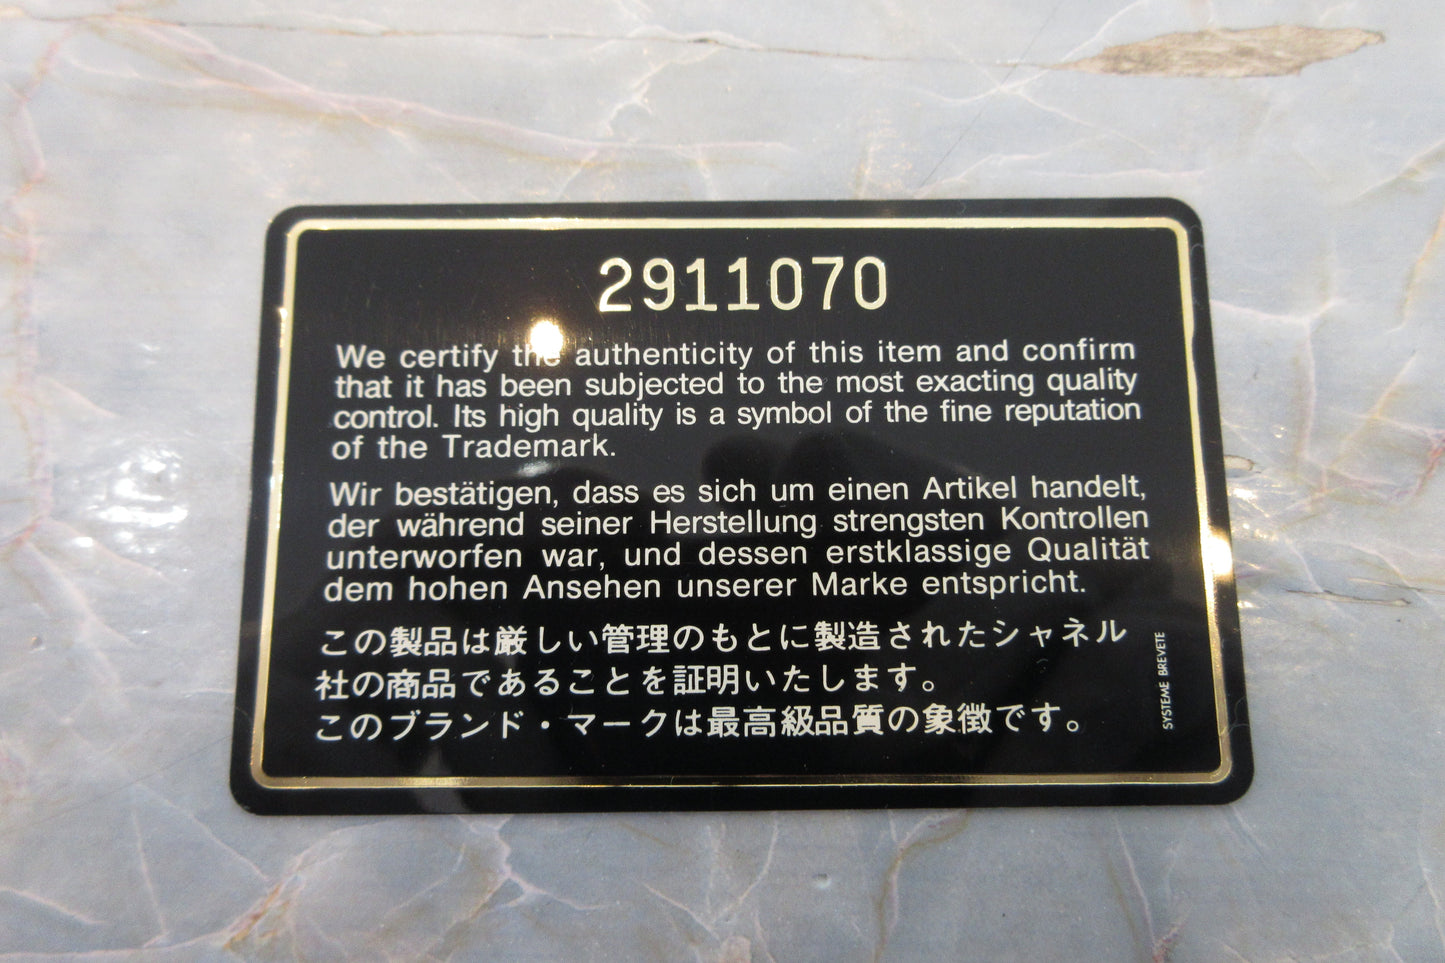 2911070
We certify the authenticity of this item and confirm
that it has been subjected to the most exacting quality
control. Its high quality is a symbol of the fine reputation
of the Trademark.
Wir bestätigen, dass es sich um einen Artikel handelt,
der während seiner Herstellung strengsten Kontrollen
unterworfen war, und dessen erstklassige Qualität
dem hohen Ansehen unserer Marke entspricht.
この製品は厳しい管理のもとに製造されたシャネル
社の商品であることを証明いたします。
このブランド・マークは最高級品質の象徴です。
SYSTEME BREVETE